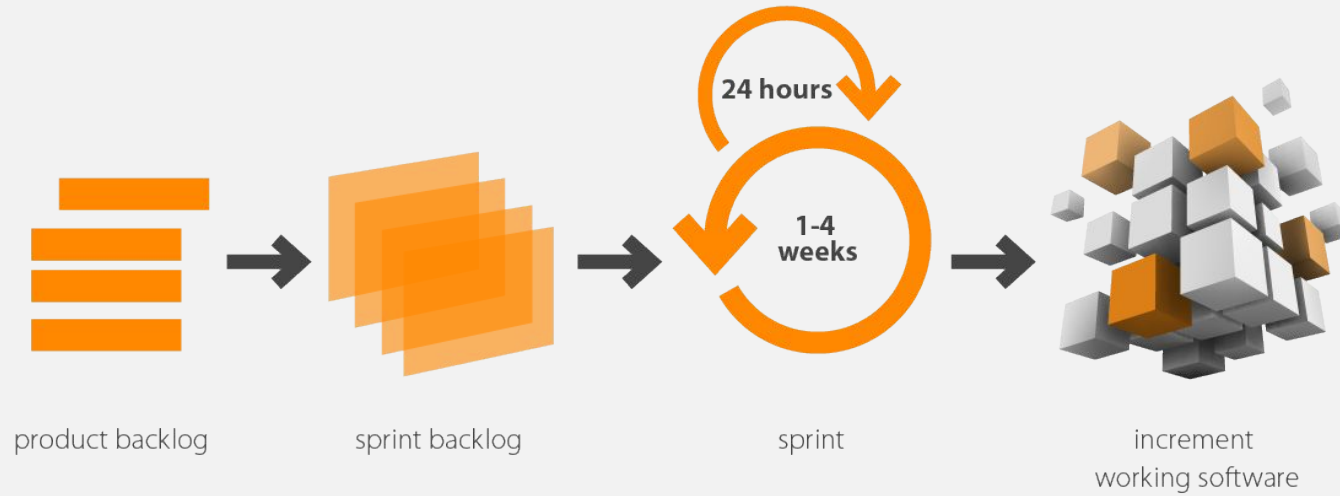 24 hours
1-4
weeks
product backlog
sprint backlog
sprint
increment
working software